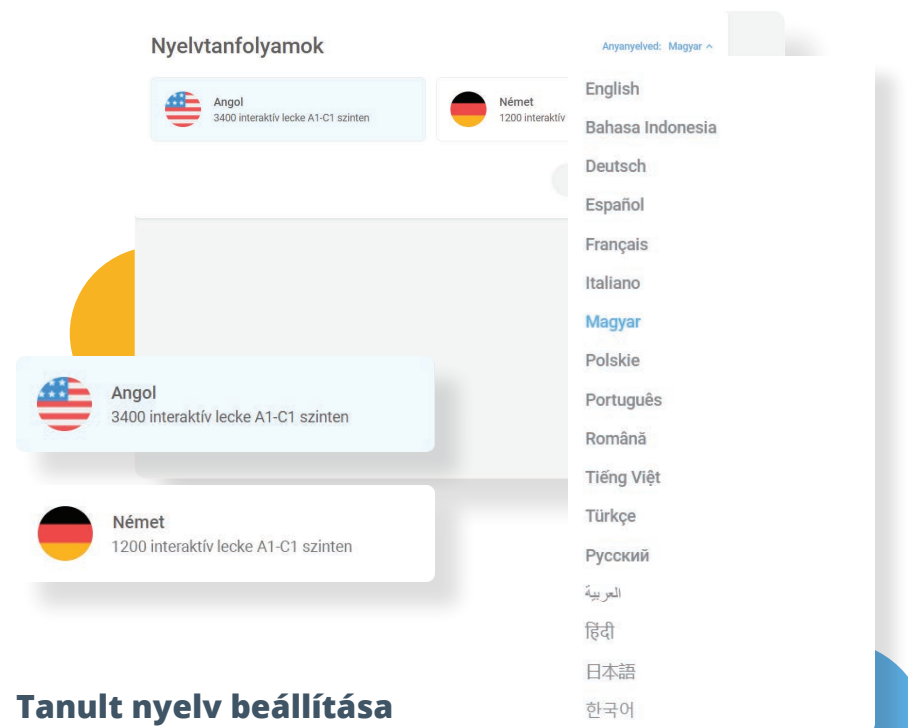 Nyelvtanfolyamok
Anyanyelved: Magyar
Angol
3400 interaktív lecke A1-C1 szinten
Német
1200 interaktív
English
Bahasa Indonesia
Deutsch
Español
Français
Italiano
Magyar
Polskie
Português
Română
Tiếng Việt
Türkçe
Русский
العربية
हिंदी
日本語
한국어
Angol
3400 interaktív lecke A1-C1 szinten
Német
1200 interaktív lecke A1-C1 szinten
Tanult nyelv beállítása